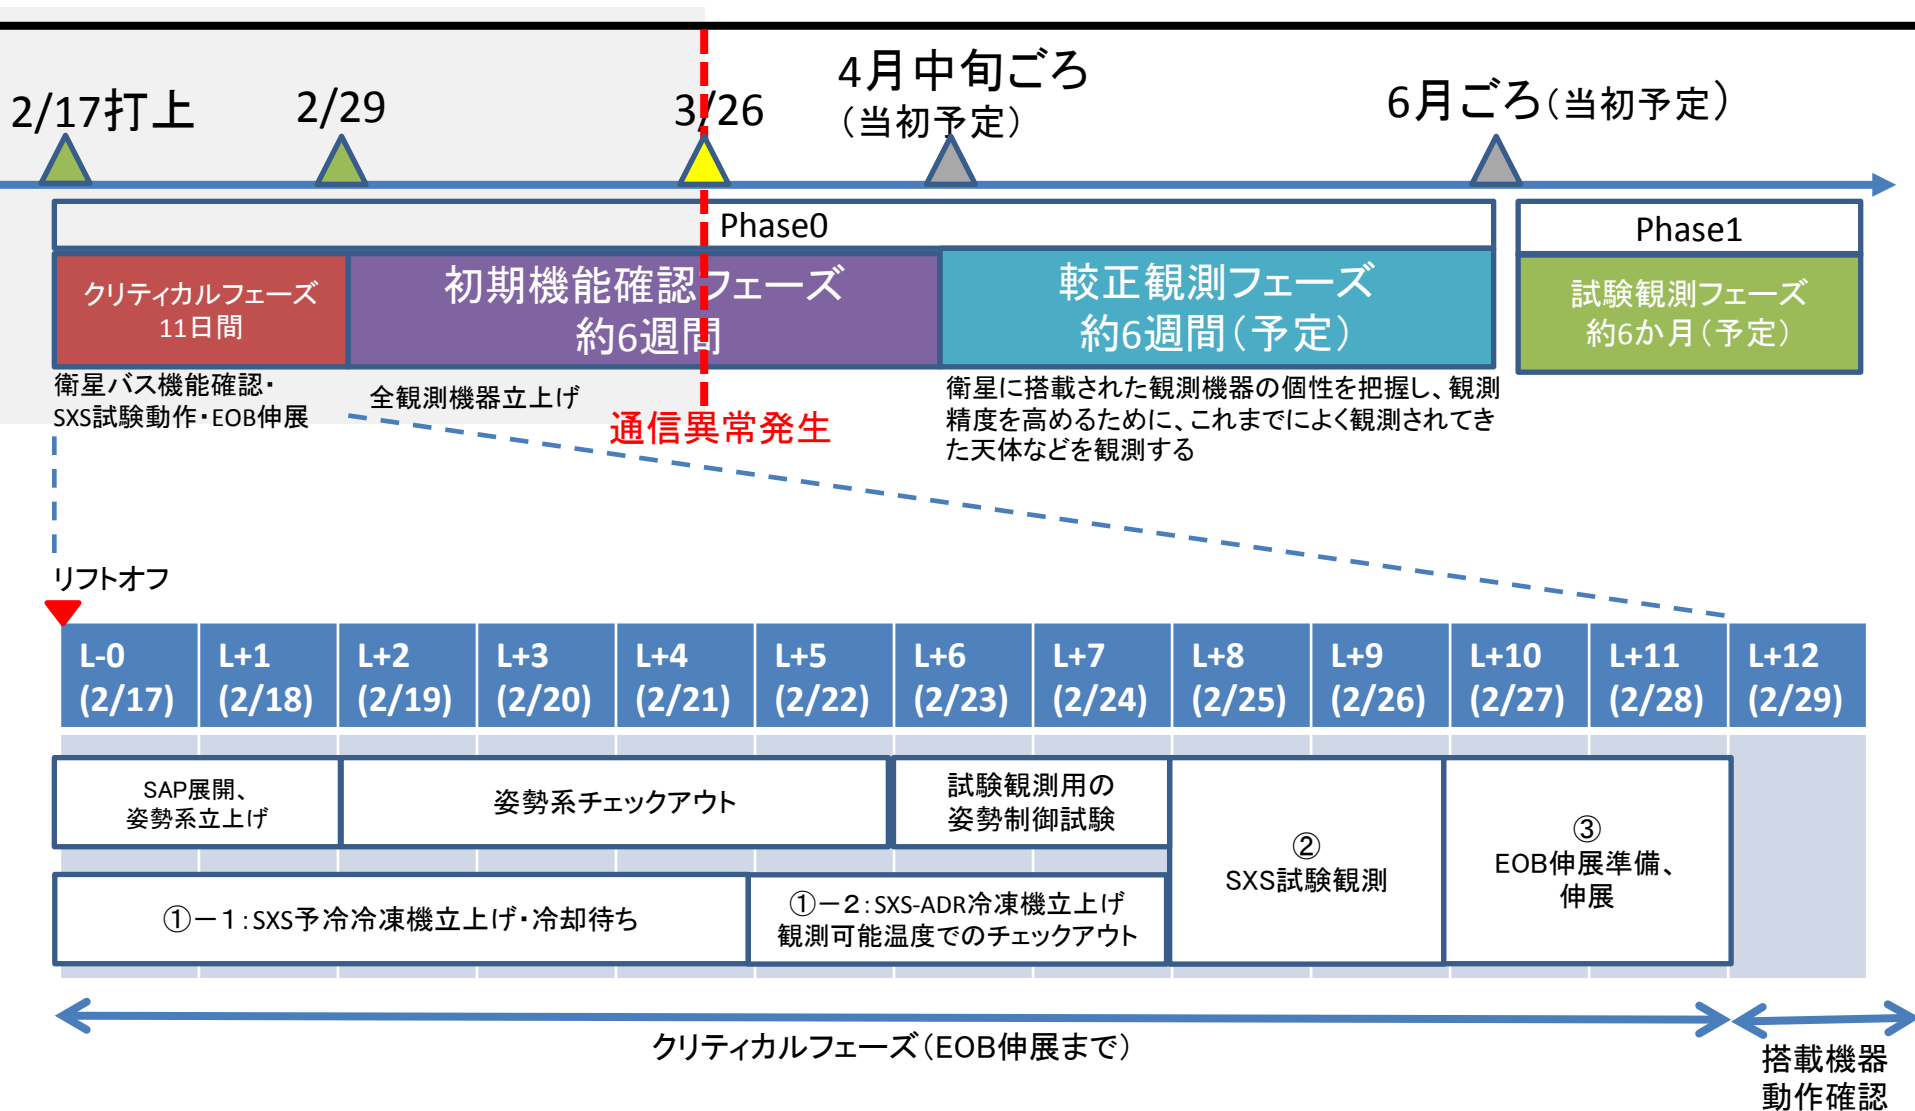 2/17打上
2/29
3/26
4月中旬ごろ
（当初予定）
6月ごろ（当初予定）
Phase0
Phase1
クリティカルフェーズ
11日間
初期機能確認フェーズ
約6週間
較正観測フェーズ
約6週間（予定）
試験観測フェーズ
約6か月（予定）
衛星バス機能確認・
SXS試験動作・EOB伸展
全観測機器立上げ
通信異常発生
衛星に搭載された観測機器の個性を把握し、観測
精度を高めるために、これまでによく観測されてき
た天体などを観測する
リフトオフ
L-0
(2/17)
L+1
(2/18)
L+2
(2/19)
L+3
(2/20)
L+4
(2/21)
L+5
(2/22)
L+6
(2/23)
L+7
(2/24)
L+8
(2/25)
L+9
(2/26)
L+10
(2/27)
L+11
(2/28)
L+12
(2/29)
SAP展開、
姿勢系立上げ
姿勢系チェックアウト
試験観測用の
姿勢制御試験
②
SXS試験観測
③
EOB伸展準備、
伸展
①－１：SXS予冷冷凍機立上げ・冷却待ち
①－２：SXS-ADR冷凍機立上げ
観測可能温度でのチェックアウト
クリティカルフェーズ（EOB伸展まで）
搭載機器
動作確認